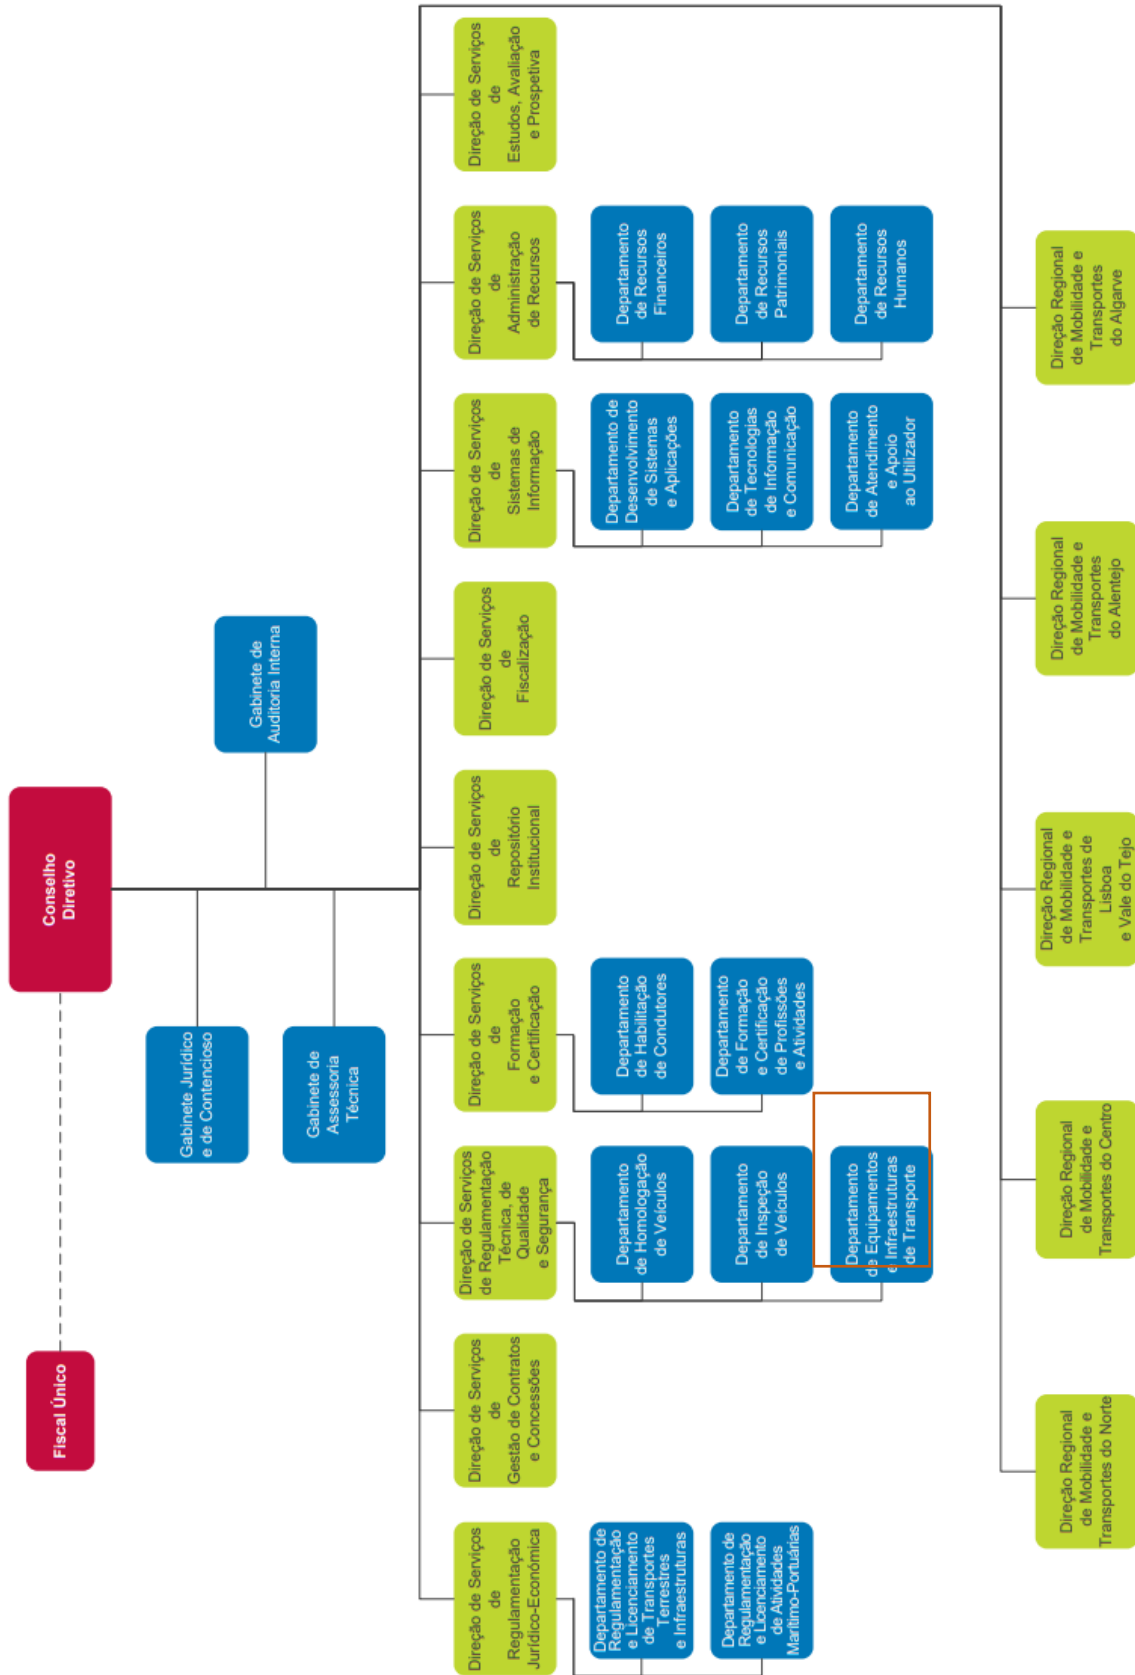 Fiscal Único
Conselho
Diretivo
Gabinete Jurídico
e de Contencioso
Gabinete de
Auditoria Interna
Gabinete de
Assessoria
Técnica
Direção de Serviços
de
Regulamentação
Jurídico-Económica
Direção de Serviços
de
Gestão de Contratos
e Concessões
Direção de Serviços
de Regulamentação
Técnica, de
Qualidade
e Segurança
Direção de Serviços
de
Formação
e Certificação
Direção de Serviços
de
Repositório
Institucional
Direção de Serviços
de
Fiscalização
Direção de Serviços
de
Sistemas de
Informação
Direção de Serviços
de
Administração
de Recursos
Direção de Serviços
de
Estudos, Avaliação
e Prospetiva
Departamento de
Regulamentação
e Licenciamento
de Transportes
Terrestres
e Infraestruturas
Departamento
de Homologação
de Veículos
Departamento
de Habilitação
de Condutores
Departamento de
Desenvolvimento
de Sistemas
e Aplicações
Departamento
de Recursos
Financeiros
Departamento de
Regulamentação
e Licenciamento
de Atividades
Marítimo-Portuárias
Departamento
de Inspeção
de Veículos
Departamento
de Formação
e Certificação
de Profissões
e Atividades
Departamento
de Tecnologias
de Informação
e Comunicação
Departamento
de Recursos
Patrimoniais
Departamento
de Equipamentos
e Infraestruturas
de Transporte
Departamento
de Atendimento
e Apoio
ao Utilizador
Departamento
de Recursos
Humanos
Direção Regional
de Mobilidade e
Transportes do Norte
Direção Regional
de Mobilidade e
Transportes do Centro
Direção Regional
de Mobilidade e
Transportes de
Lisboa
e Vale do Tejo
Direção Regional
de Mobilidade e
Transportes
do Alentejo
Direção Regional
de Mobilidade e
Transportes
do Algarve